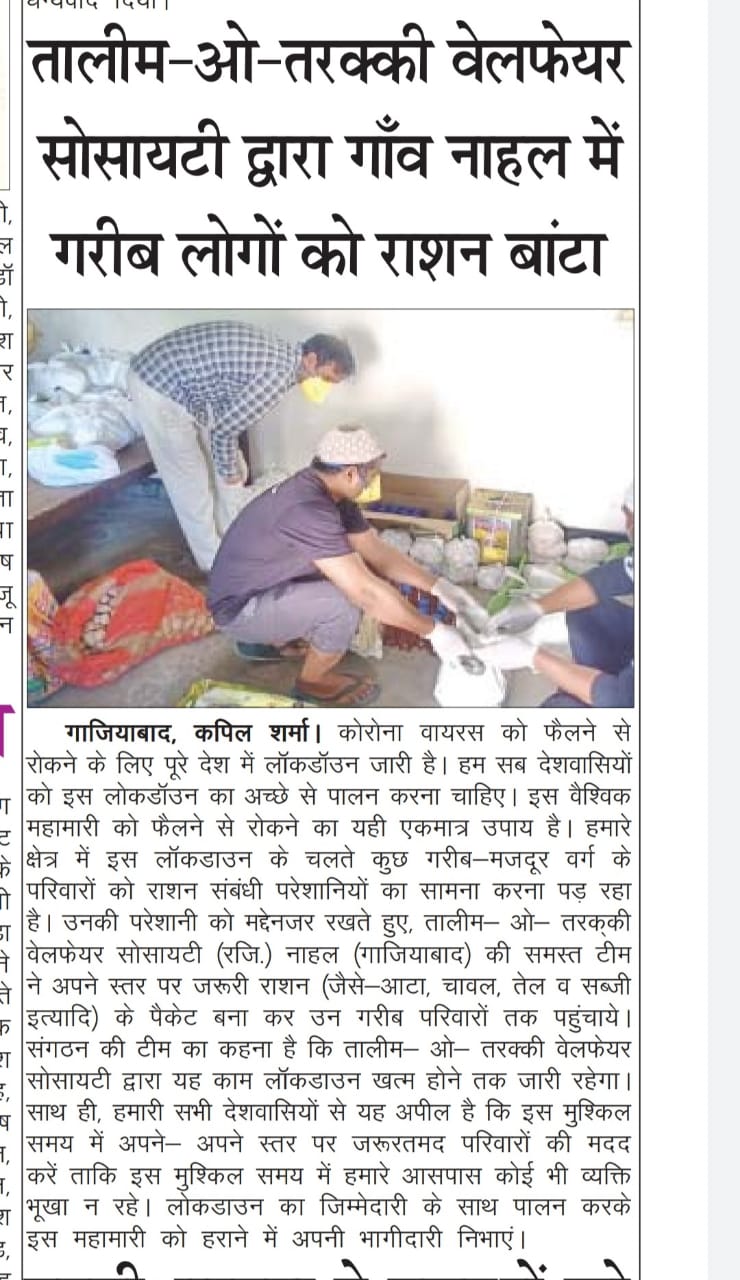 धन्यवाद दिया।
तालीम-ओ-तरक्की वेलफेयर
सोसायटी द्वारा गाँव नाहल में
गरीब लोगों को राशन बांटा
गाजियाबाद, कपिल शर्मा। कोरोना वायरस को फैलने से
रोकने के लिए पूरे देश में लॉकडॉउन जारी है। हम सब देशवासियों
को इस लोकडॉउन का अच्छे से पालन करना चाहिए। इस वैश्विक
महामारी को फैलने से रोकने का यही एकमात्र उपाय है। हमारे
क्षेत्र में इस लॉकडाउन के चलते कुछ गरीब–मजदूर वर्ग के
परिवारों को राशन संबंधी परेशानियों का सामना करना पड़ रहा
है। उनकी परेशानी को मद्देनजर रखते हुए, तालीम– ओ– तरक्की
वेलफेयर सोसायटी (रजि.) नाहल (गाजियाबाद) की समस्त टीम
ने अपने स्तर पर जरूरी राशन (जैसे–आटा, चावल, तेल व सब्जी
इत्यादि) के पैकेट बना कर उन गरीब परिवारों तक पहुंचाये।
संगठन की टीम का कहना है कि तालीम– ओ– तरक्की वेलफेयर
सोसायटी द्वारा यह काम लॉकडाउन खत्म होने तक जारी रहेगा।
साथ ही, हमारी सभी देशवासियों से यह अपील है कि इस मुश्किल
समय में अपने– अपने स्तर पर जरूरतमद परिवारों की मदद
करें ताकि इस मुश्किल समय में हमारे आसपास कोई भी व्यक्ति
भूखा न रहे। लोकडाउन का जिम्मेदारी के साथ पालन करके
इस महामारी को हराने में अपनी भागीदारी निभाएं।